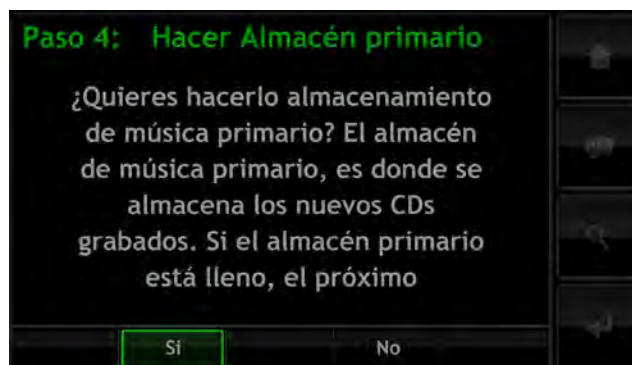 Paso 4: Hacer Almacén primario
¿Quieres hacerlo almacenamiento
de música primario? El almacén
de música primario, es donde se
almacena los nuevos CDs
grabados. Si el almacén primario
está lleno, el próximo
Si No